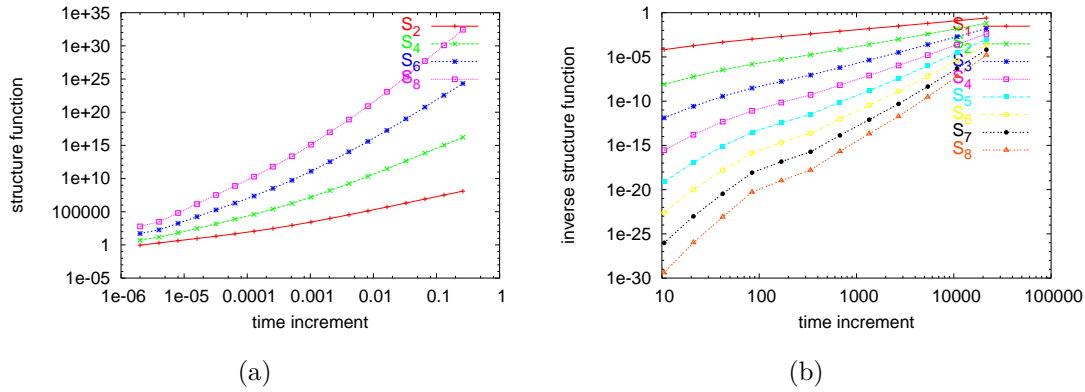 1e+35
1e+30
1e+25
1e+20
1e+15
1e+10
100000
1
1e-05
structure function
S2
S4
S6
S8
1e-06 1e-05 0.0001 0.001 0.01 0.1 1
time increment
(a)
1
1e-05
1e-10
1e-15
1e-20
1e-25
1e-30
inverse structure function
S1
S2
S3
S4
S5
S6
S7
S8
10 100 1000 10000 100000
time increment
(b)